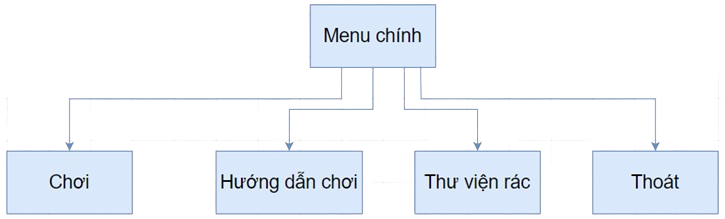 Menu chính
Chơi
Hướng dẫn chơi
Thư viện rác
Thoát